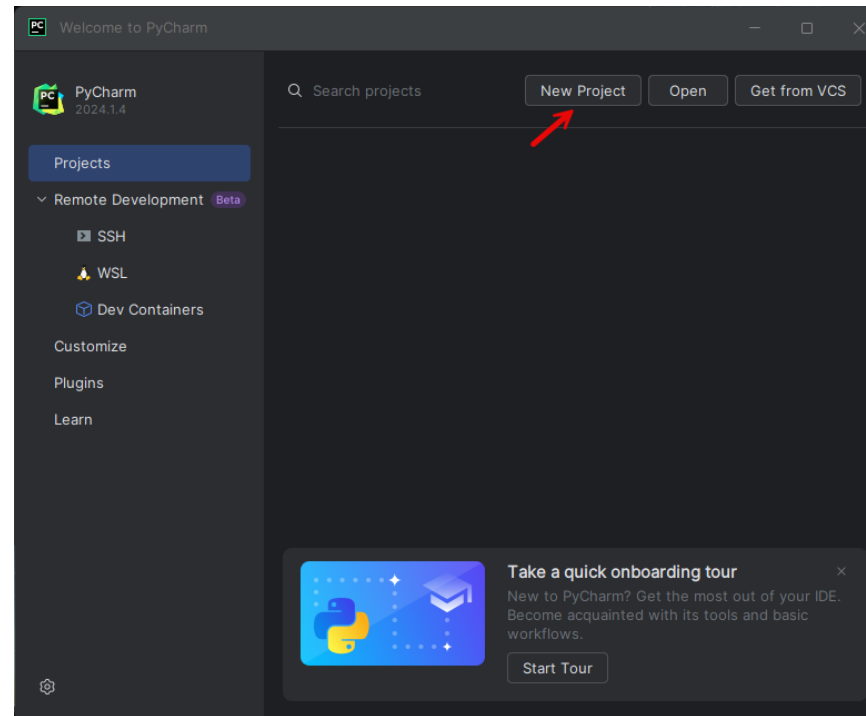 PC Welcome to PyCharm
PC PyCharm
2024.1.4
Search projects New Project Open Get from VCS
Projects
Remote Development Beta
SSH
WSL
Dev Containers
Customize
Plugins
Learn
Take a quick onboarding tour
New to PyCharm? Get the most out of your IDE.
Become acquainted with its tools and basic
workflows.
Start Tour